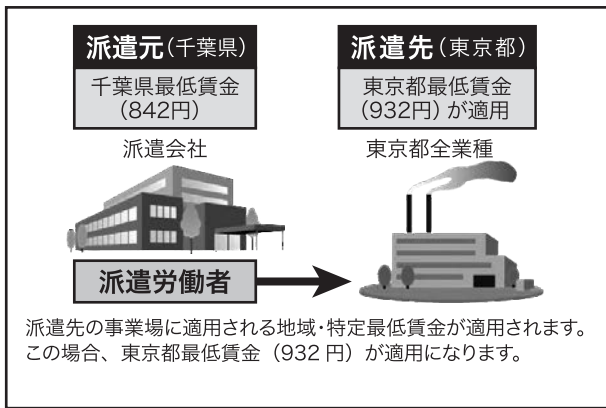 派遣元（千葉県）
千葉県最低賃金
（842円）
派遣会社
派遣先（東京都）
東京都最低賃金
（932円）が適用
東京都全業種
派遣労働者
派遣先の事業場に適用される地域・特定最低賃金が適用されます。
この場合、東京都最低賃金（932円）が適用になります。